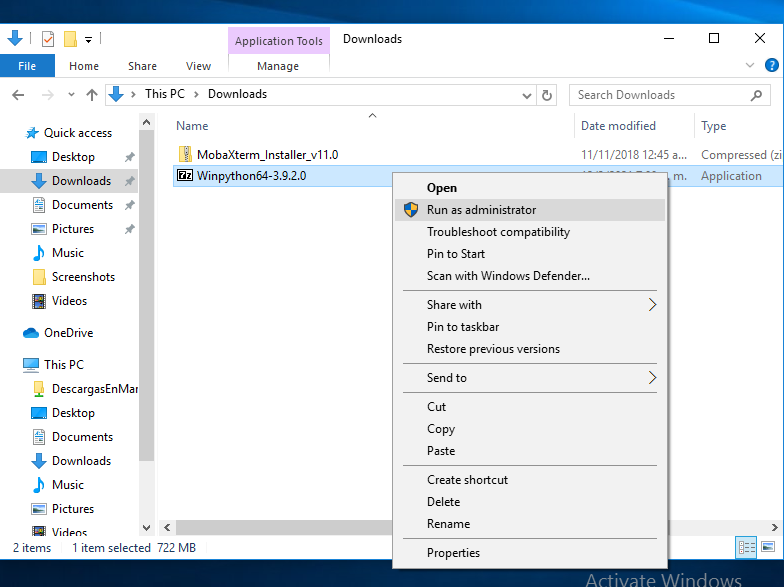 Application Tools
Downloads
File
Home
Share
View
Manage
This PC
Downloads
Search Downloads
Name
Date modified
Type
MobaXterm_Installer_v11.0
11/11/2018 12:45 a...
Compressed (zi
Winpython64-3.9.2.0
m.
Application
Quick access
Desktop
Downloads
Documents
Pictures
Music
Screenshots
Videos
OneDrive
This PC
DescargasEnMar
Desktop
Documents
Downloads
Music
Pictures
Videos
Open
Run as administrator
Troubleshoot compatibility
Pin to Start
Scan with Windows Defender...
Share with
Pin to taskbar
Restore previous versions
Send to
Cut
Copy
Paste
Create shortcut
Delete
Rename
Properties
2 items
1 item selected 722 MB
Activate Windows